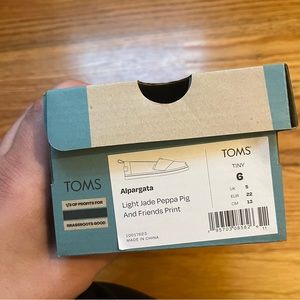 TOMS
1/3 OF PROFITS FOR
GRASSROOTS GOOD
Alpargata
Light Jade Peppa Pig
And Friends Print
10017623
MADE IN CHINA
TOMS
TINY
6
UK 5
EUR 22
CM 13